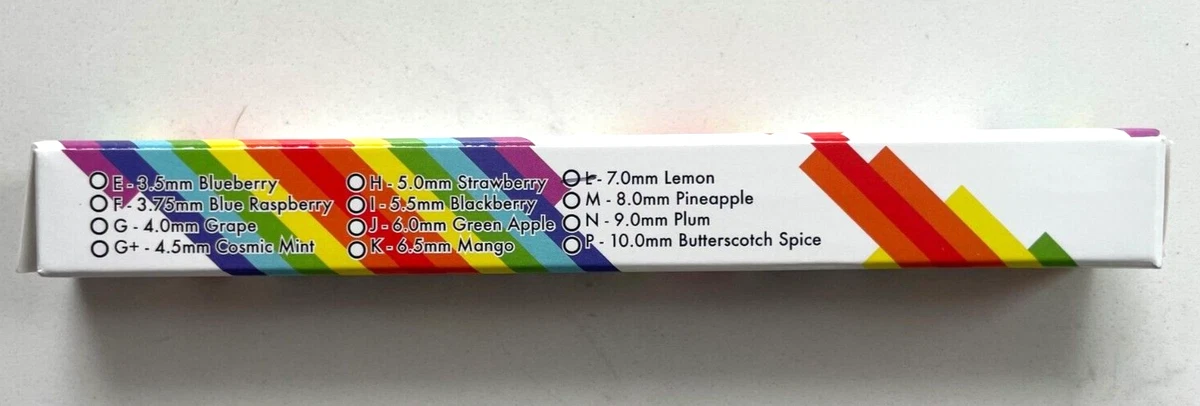 E - 3.5mm Blueberry
F - 3.75mm Blue Raspberry
G - 4.0mm Grape
G+ - 4.5mm Cosmic Mint
H - 5.0mm Strawberry
I - 5.5mm Blackberry
J - 6.0mm Green Apple
K - 6.5mm Mango
L - 7.0mm Lemon
M - 8.0mm Pineapple
N - 9.0mm Plum
P - 10.0mm Butterscotch Spice